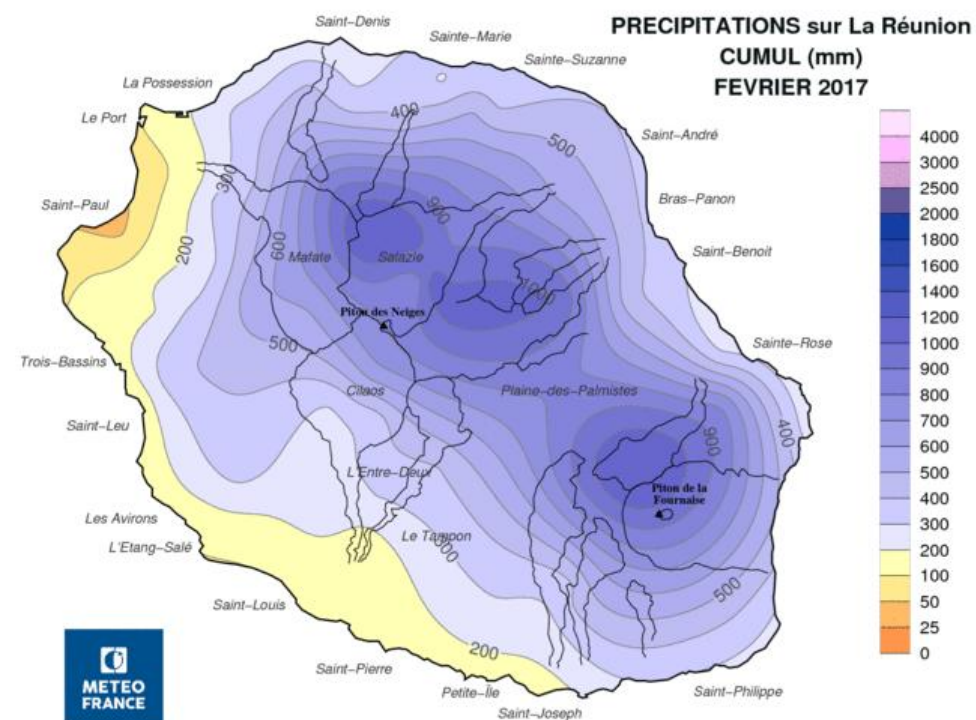 PRECIPITATIONS sur La Réunion
CUMUL (mm)
FEVRIER 2017
Saint-Denis
Sainte-Marie
Sainte-Suzanne
La Possession
Le Port
Saint-André
Saint-Paul
Bras-Panon
Saint-Benoit
Mafate
Salazie
Piton des Neiges
Sainte-Rose
Trois-Bassins
Cilaos
Plaine-des-Palmistes
Saint-Leu
L'Entre-Deux
Piton de la
Fournaise
Les Avirons
L'Etang-Salé
Le Tampon
Saint-Louis
Saint-Pierre
Petite-Île
Saint-Joseph
Saint-Philippe
400
500
300
900
200
600
1000
500
400
900
300
500
200
4000
3000
2500
2000
1800
1600
1400
1200
1000
900
800
700
600
500
400
300
200
100
50
25
0
METEO
FRANCE